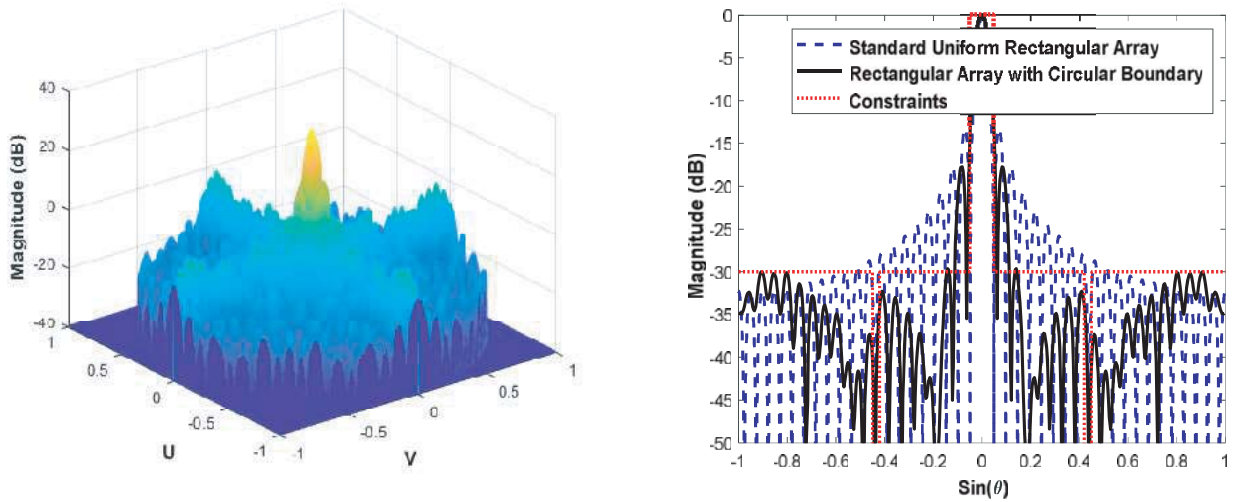 40
20
0
-20
-40
Magnitude (dB)
1
0.5
0
-0.5
-1
U
-1
-0.5
0
0.5
1
V
0
-5
-10
-15
-20
-25
-30
-35
-40
-45
-50
Magnitude (dB)
Standard Uniform Rectangular Array
Rectangular Array with Circular Boundary
Constraints
-1 -0.8 -0.6 -0.4 -0.2 0 0.2 0.4 0.6 0.8 1
Sin(θ)